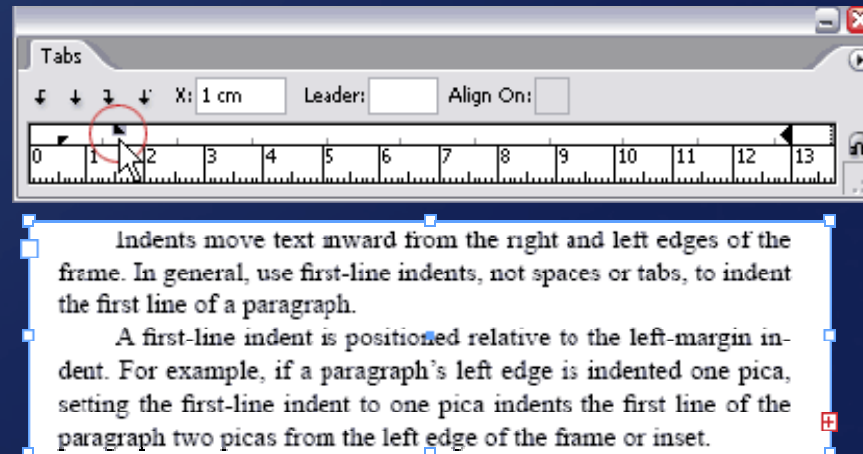 Tabs
X: 1 cm Leader: Align On:
0 1 2 3 4 5 6 7 8 9 10 11 12 13
Indents move text inward from the right and left edges of the
frame. In general, use first-line indents, not spaces or tabs, to indent
the first line of a paragraph.
A first-line indent is positioned relative to the left-margin in-
dent. For example, if a paragraph's left edge is indented one pica,
setting the first-line indent to one pica indents the first line of the
paragraph two picas from the left edge of the frame or inset.